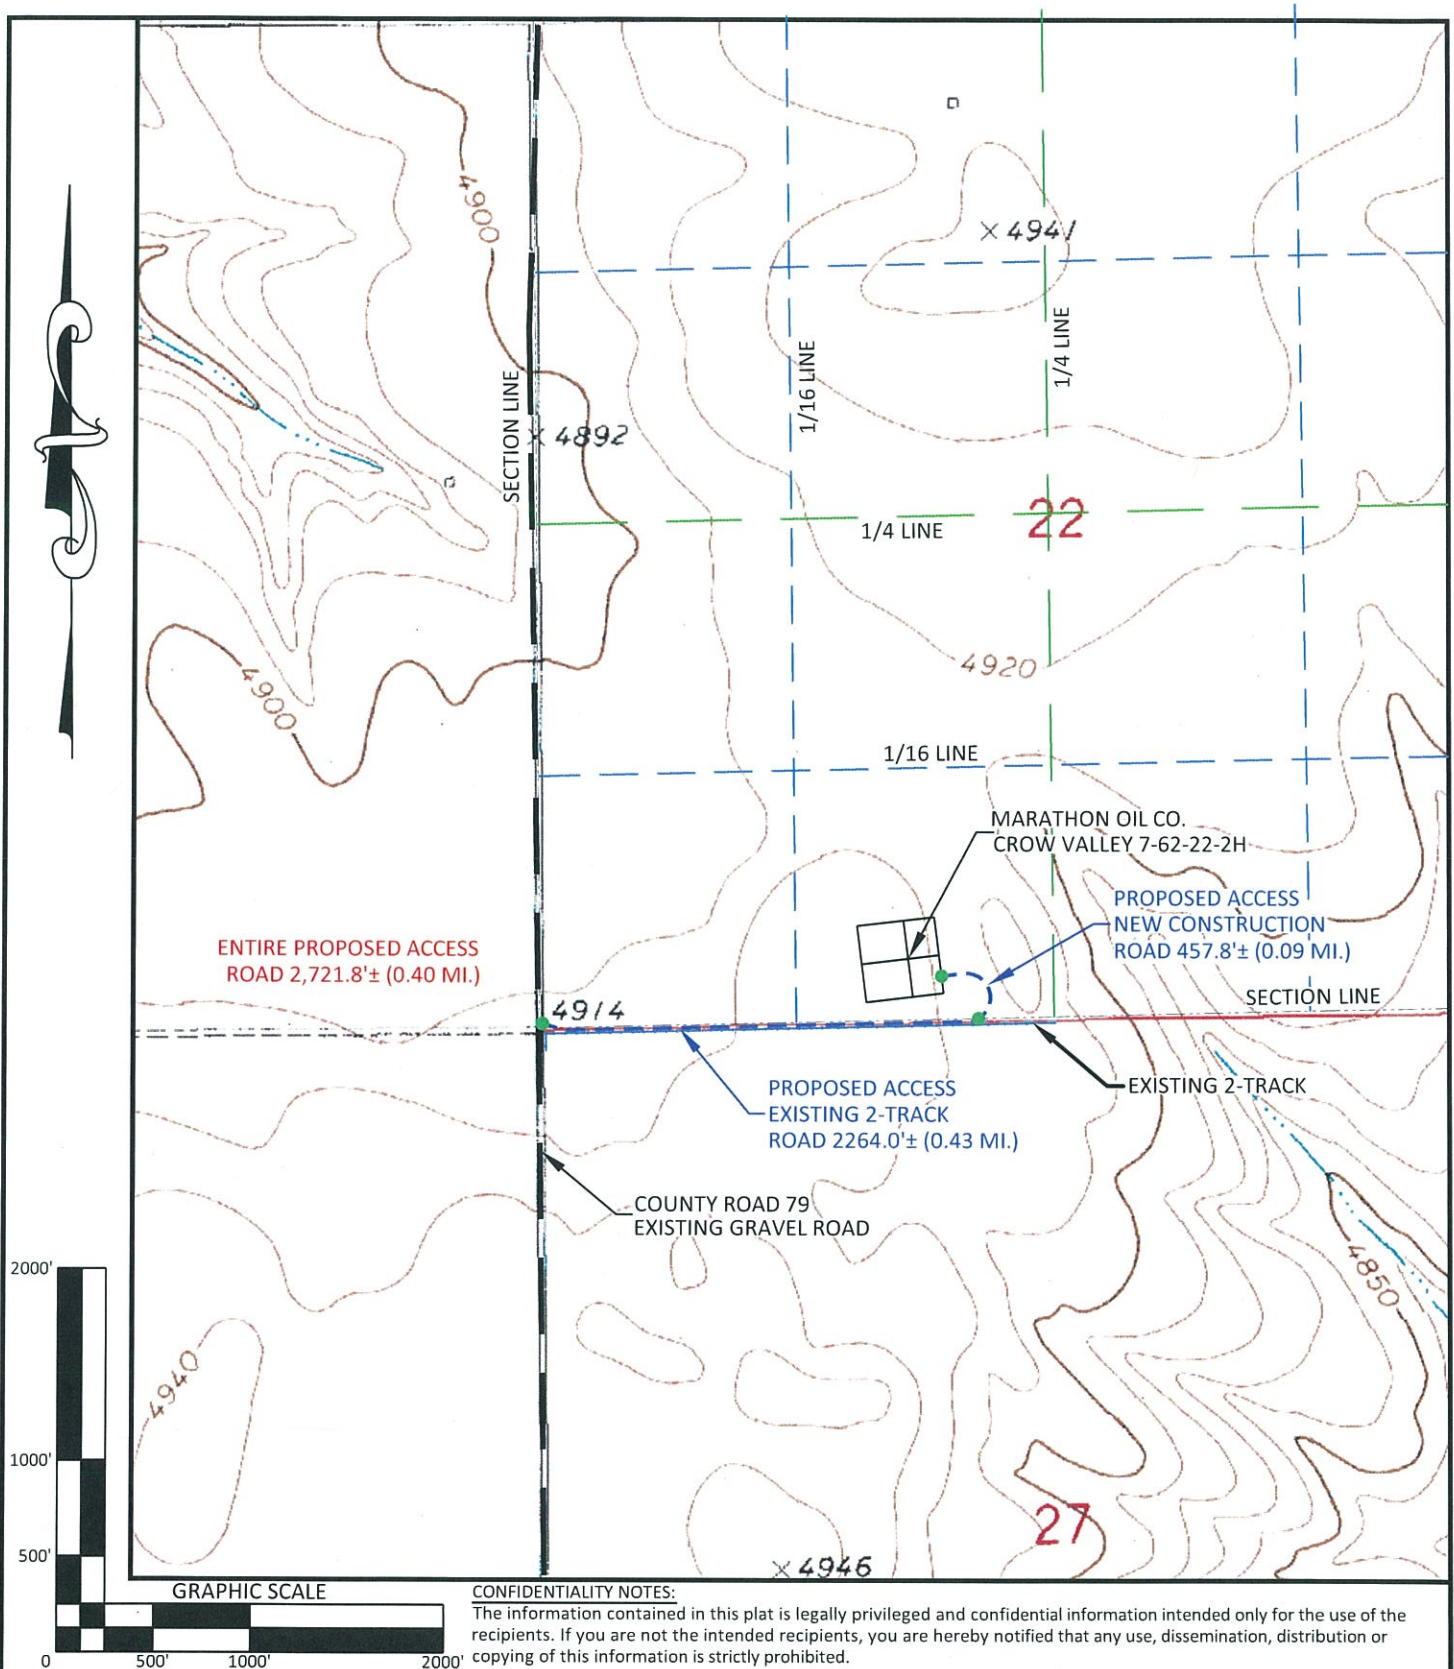 4900
× 4941
1/4 LINE
1/16 LINE
SECTION LINE
× 4892
22
1/4 LINE
4920
4900
1/16 LINE
MARATHON OIL CO.
CROW VALLEY 7-62-22-2H
PROPOSED ACCESS
NEW CONSTRUCTION
ROAD 457.8'± (0.09 MI.)
ENTIRE PROPOSED ACCESS
ROAD 2,721.8'± (0.40 MI.)
SECTION LINE
4914
EXISTING 2-TRACK
PROPOSED ACCESS
EXISTING 2-TRACK
ROAD 2264.0'± (0.43 MI.)
COUNTY ROAD 79
EXISTING GRAVEL ROAD
4850
4940
27
× 4946
2000'
1000'
500'
GRAPHIC SCALE
0
500'
1000'
2000'
CONFIDENTIALITY NOTES:
The information contained in this plat is legally privileged and confidential information intended only for the use of the
recipients. If you are not the intended recipients, you are hereby notified that any use, dissemination, distribution or
copying of this information is strictly prohibited.